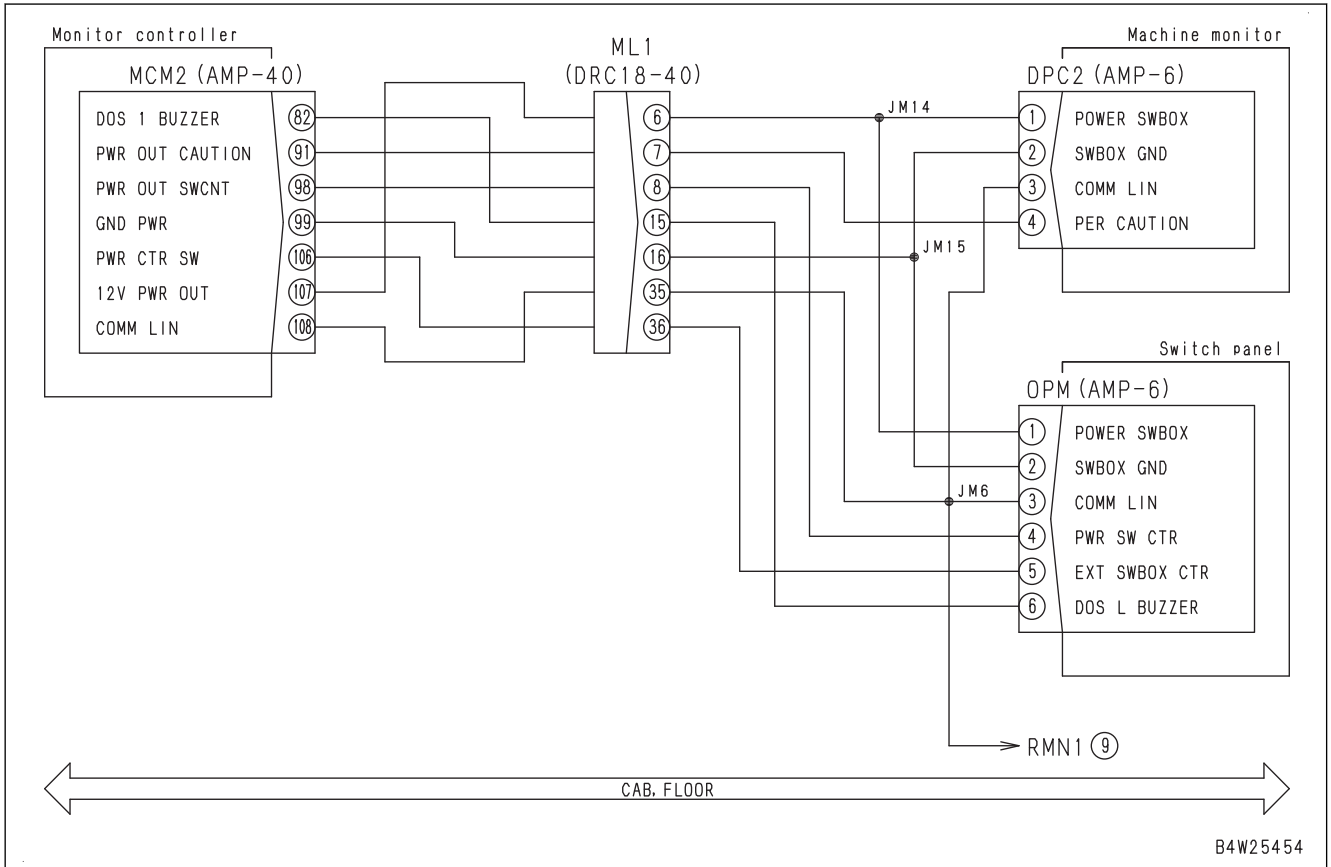 Monitor controller
MCM2 (AMP-40)
DOS 1 BUZZER 82
PWR OUT CAUTION 91
PWR OUT SWCNT 98
GND PWR 99
PWR CTR SW 106
12V PWR OUT 107
COMM LIN 108
ML1
(DRC18-40)
6
7
8
15
16
35
36
JM14
JM15
JM6
Machine monitor
DPC2 (AMP-6)
1 POWER SWBOX
2 SWBOX GND
3 COMM LIN
4 PER CAUTION
Switch panel
OPM (AMP-6)
1 POWER SWBOX
2 SWBOX GND
3 COMM LIN
4 PWR SW CTR
5 EXT SWBOX CTR
6 DOS L BUZZER
RMN1 9
CAB, FLOOR
B4W25454